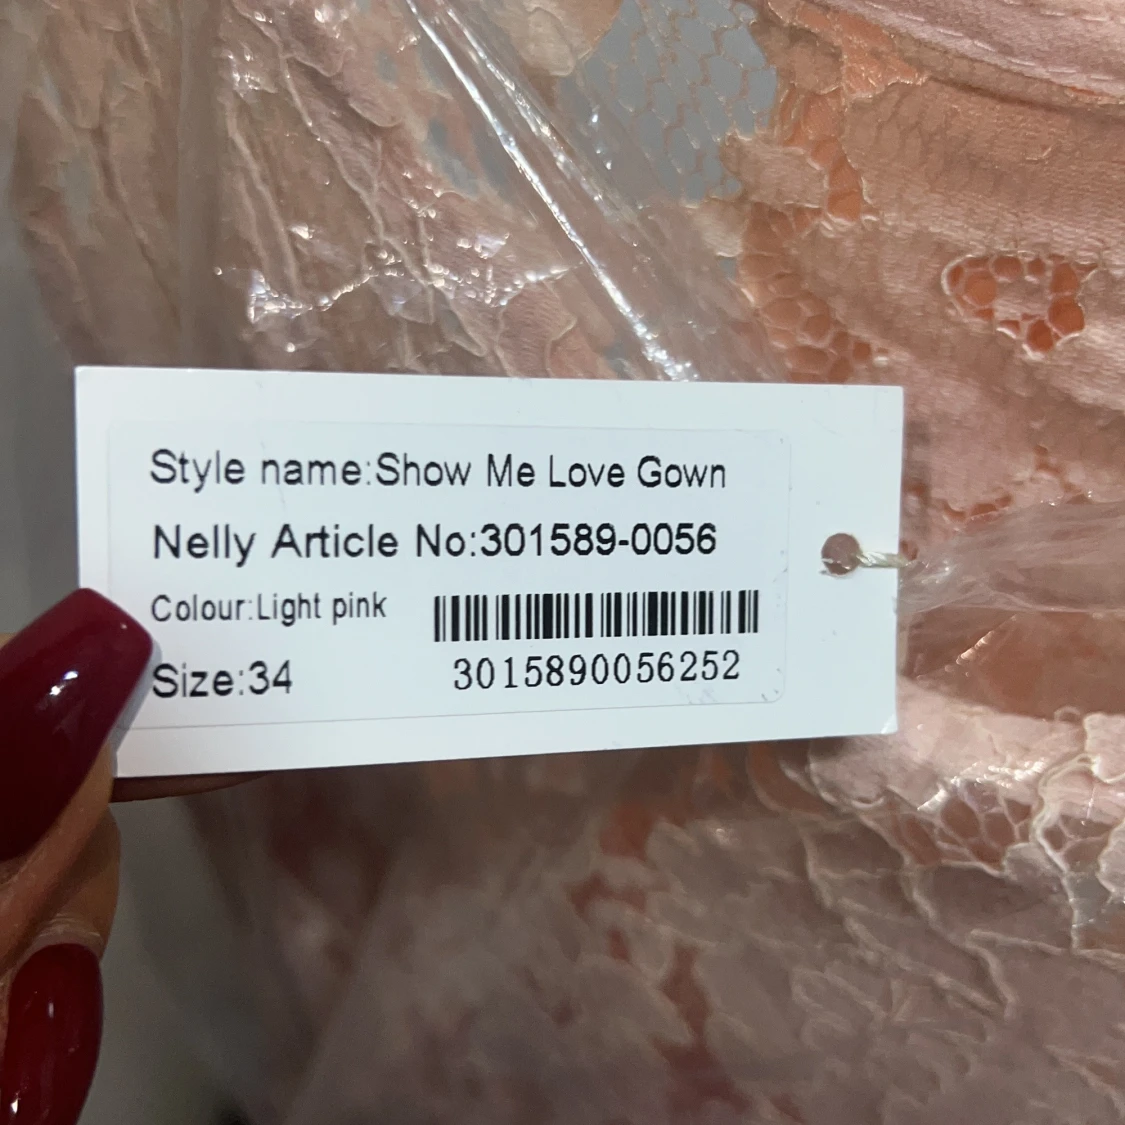 Style name:Show Me Love Gown
Nelly Article No:301589-0056
Colour:Light pink
Size:34
3015890056252